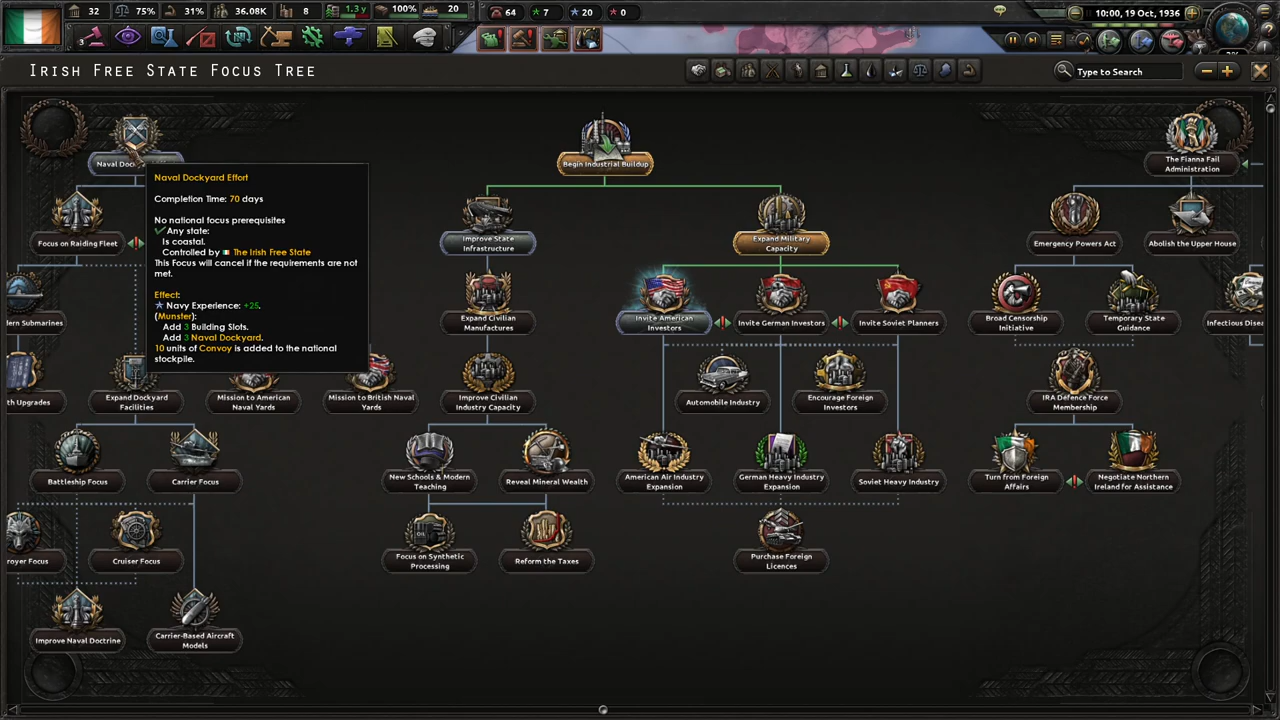 32 75% 31% 36.08K 8 1.3 y 100% 20 64 7 20 0 10:00, 19 Oct, 1936
3
Irish Free State Focus Tree
Type to Search
Begin Industrial Buildup
The Fianna Fail
Administration
Naval Dockyard Effort
Completion Time: 70 days
No national focus prerequisites
Any state:
Is coastal.
Controlled by The Irish Free State
This Focus will cancel if the requirements are not
met.
Effect:
Navy Experience: +25.
(Munster):
Add 3 Building Slots.
Add 3 Naval Dockyard.
10 units of Convoy is added to the national
stockpile.
Focus on Raiding Fleet
Improve State
Infrastructure
Expand Military
Capacity
Emergency Powers Act
Abolish the Upper House
Expand Civilian
Manufactures
Invite American
Investors
Invite German Investors
Invite Soviet Planners
Broad Censorship
Initiative
Temporary State
Guidance
Infectious Disea
Expand Dockyard
Facilities
Mission to American
Naval Yards
Mission to British Naval
Yards
Improve Civilian
Industry Capacity
Automobile Industry
Encourage Foreign
Investors
IRA Defence Force
Membership
Battleship Focus
Carrier Focus
New Schools & Modern
Teaching
Reveal Mineral Wealth
American Air Industry
Expansion
German Heavy Industry
Expansion
Soviet Heavy Industry
Turn from Foreign
Affairs
Negotiate Northern
Ireland for Assistance
royer Focus
Cruiser Focus
Focus on Synthetic
Processing
Reform the Taxes
Purchase Foreign
Licences
Improve Naval Doctrine
Carrier-Based Aircraft
Models